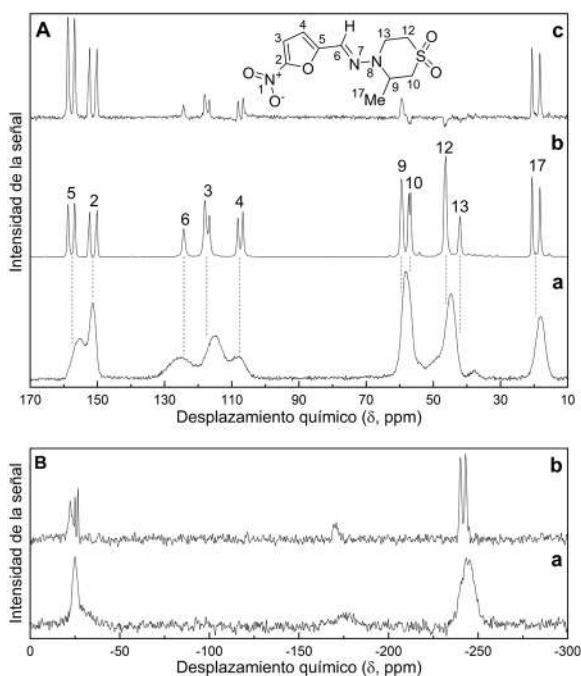 A
c
H
3
4
5
6
7
N
N
8
13
12
S
O
O
10
9
Me
17
2
O
N+
1
O
O-
b
5
2
6
3
4
9
10
12
13
17
a
Intensidad de la señal
170 150 130 110 90 70 50 30 10
Desplazamiento químico (δ, ppm)
B
b
a
Intensidad de la señal
-0 -50 -100 -150 -200 -250 -300
Desplazamiento químico (δ, ppm)